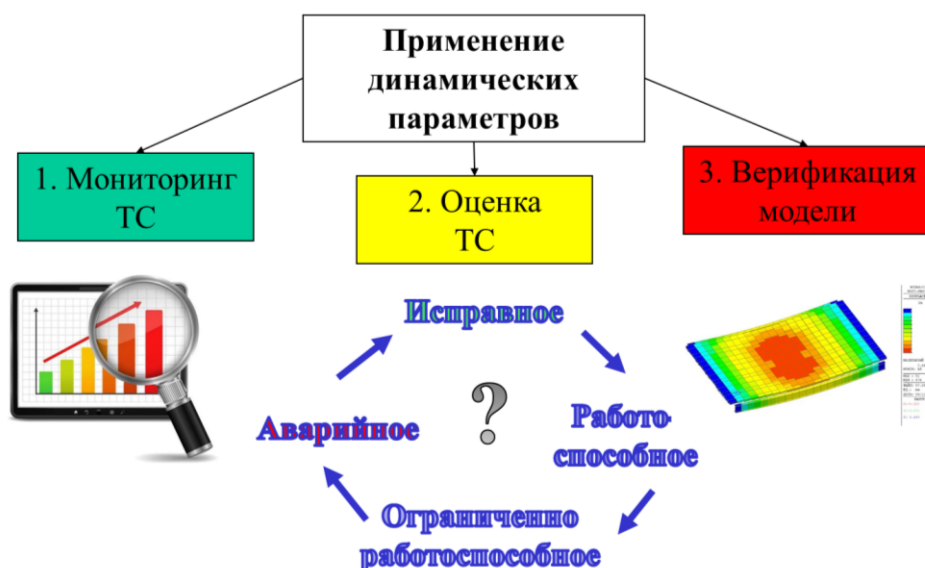 Применение
динамических
параметров
1. Мониторинг
ТС
2. Оценка
ТС
3. Верификация
модели
Исправное
Аварийное
?
Работо-
способное
Ограниченно
работоспособное